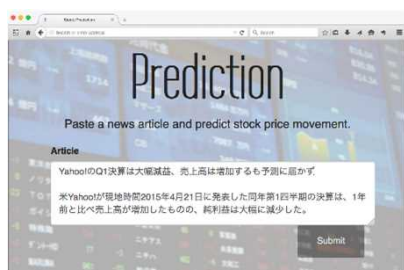 Prediction
Paste a news article and predict stock price movement.
Article
Yahoo!のQ1決算は大幅減益、売上高は増加するも予測に届かず
米Yahoo!が現地時間2015年4月21日に発表した同年第1四半期の決算は、1年
前と比べ売上高が増加したものの、純利益は大幅に減少した。
Submit